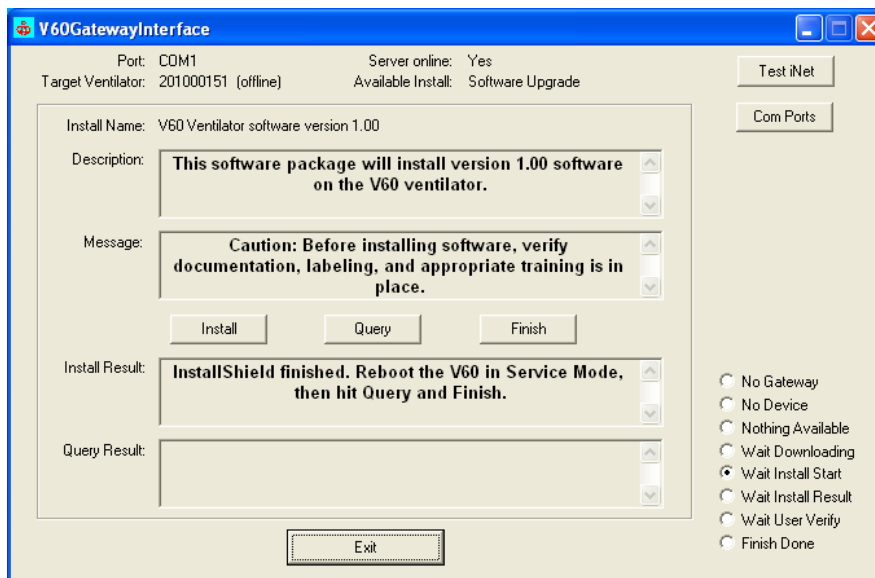 V60GatewayInterface
Port: COM1 Server online: Yes
Target Ventilator: 201000151 (offline) Available Install: Software Upgrade
Test iNet
Com Ports
Install Name: V60 Ventilator software version 1.00
Description: This software package will install version 1.00 software
on the V60 ventilator.
Message: Caution: Before installing software, verify
documentation, labeling, and appropriate training is in
place.
Install Query Finish
Install Result: InstallShield finished. Reboot the V60 in Service Mode,
then hit Query and Finish.
Query Result:
No Gateway
No Device
Nothing Available
Wait Downloading
Wait Install Start
Wait Install Result
Wait User Verify
Finish Done
Exit